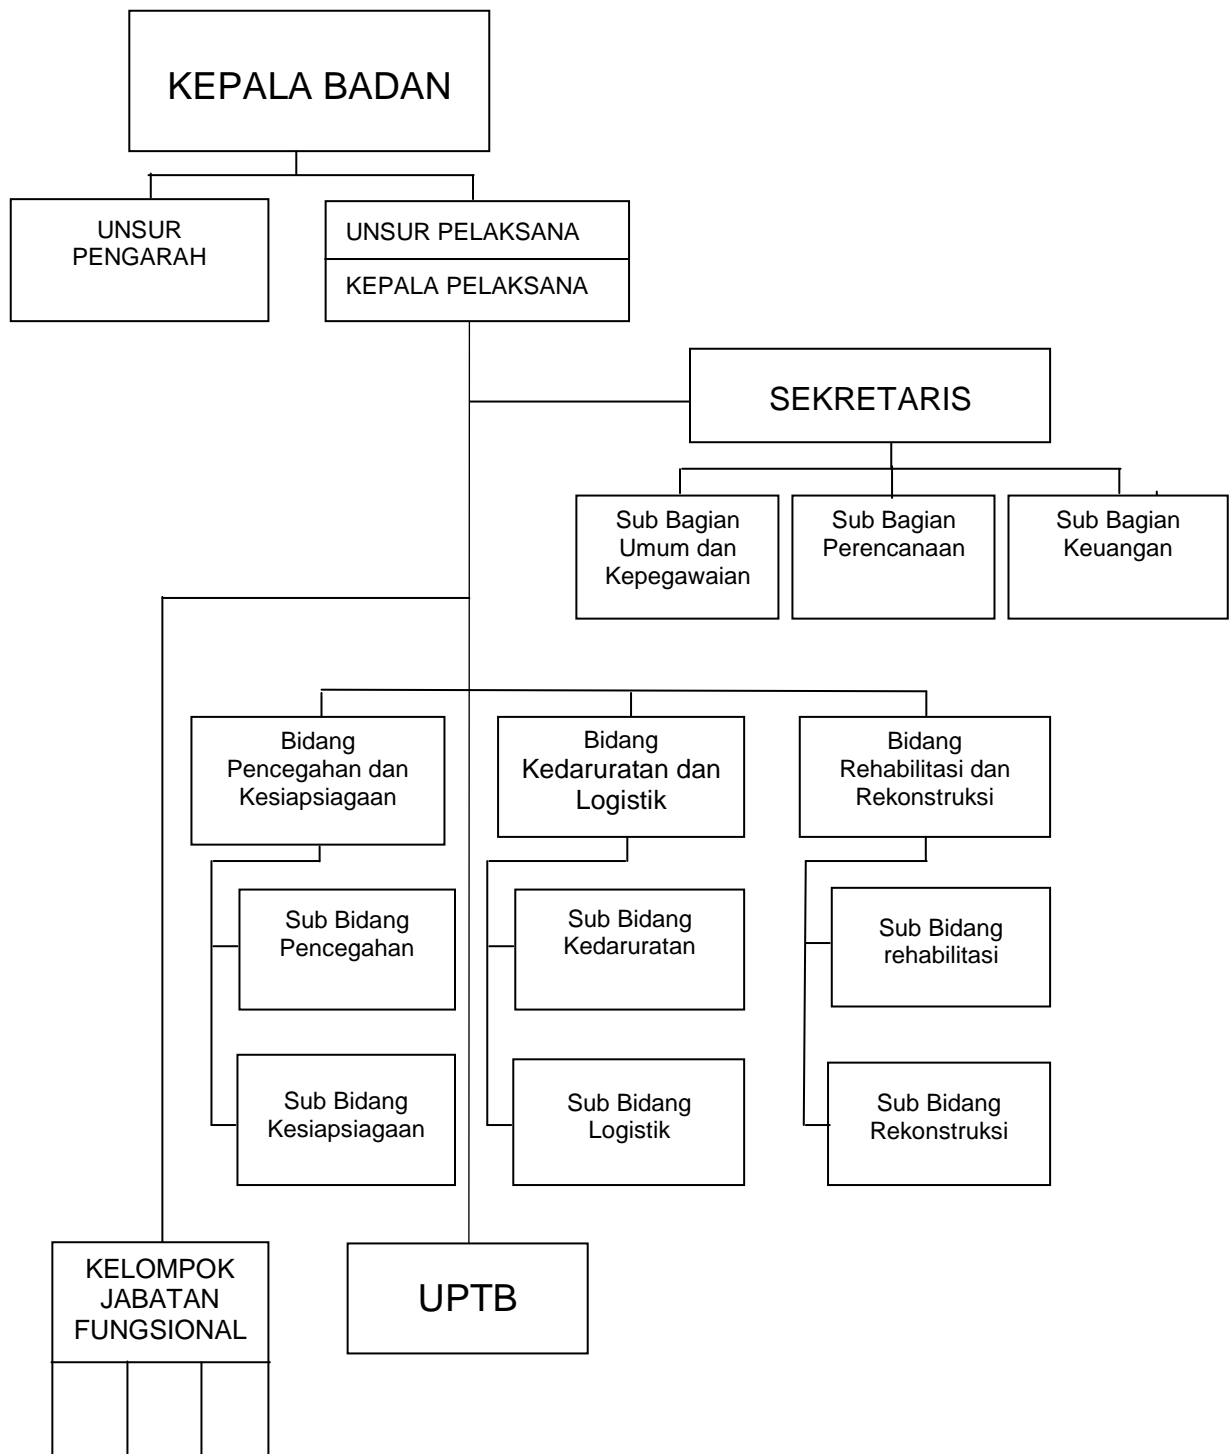 KEPALA BADAN
UNSUR
PENGARAH
UNSUR PELAKSANA
KEPALA PELAKSANA
SEKRETARIS
Sub Bagian
Umum dan
Kepegawaian
Sub Bagian
Perencanaan
Sub Bagian
Keuangan
Bidang
Pencegahan dan
Kesiapsiagaan
Bidang
Kedaruratan dan
Logistik
Bidang
Rehabilitasi dan
Rekonstruksi
Sub Bidang
Pencegahan
Sub Bidang
Kedaruratan
Sub Bidang
rehabilitasi
Sub Bidang
Kesiapsiagaan
Sub Bidang
Logistik
Sub Bidang
Rekonstruksi
KELOMPOK
JABATAN
FUNGSIONAL
UPTB